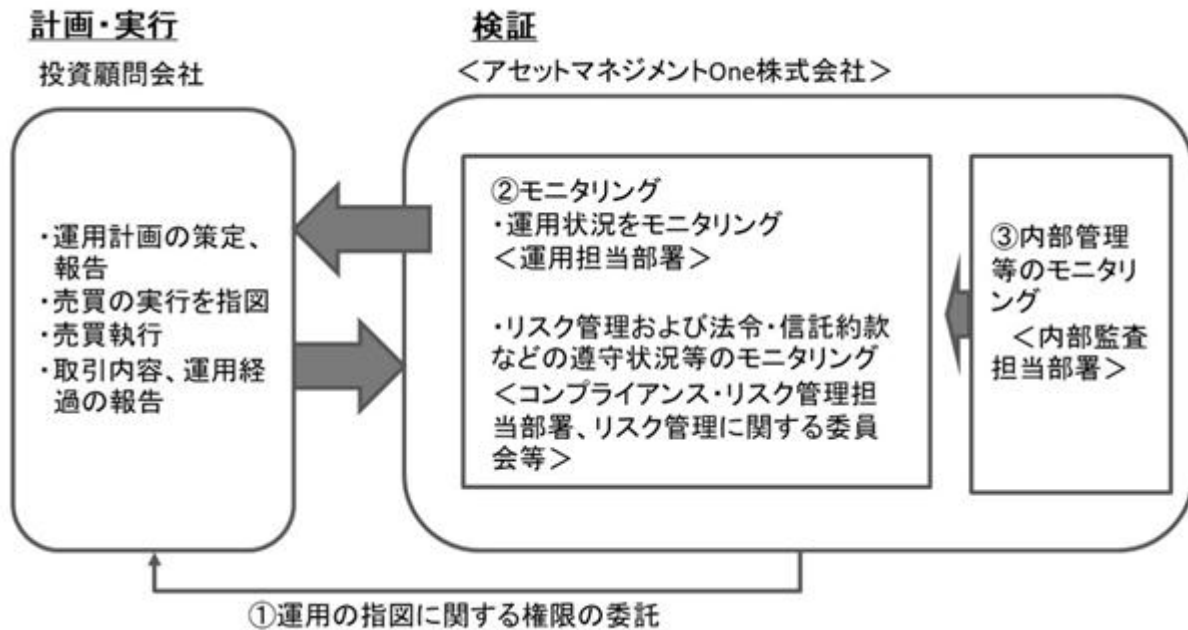 計画・実行
投資顧問会社
・運用計画の策定、
報告
・売買の実行を指図
・売買執行
・取引内容、運用経
過の報告
検証
＜アセットマネジメントOne株式会社＞
②モニタリング
・運用状況をモニタリング
＜運用担当部署＞
・リスク管理および法令・信託約款
などの遵守状況等のモニタリング
＜コンプライアンス・リスク管理担
当部署、リスク管理に関する委員
会等＞
③内部管理
等のモニタリ
ング
＜内部監査
担当部署＞
①運用の指図に関する権限の委託